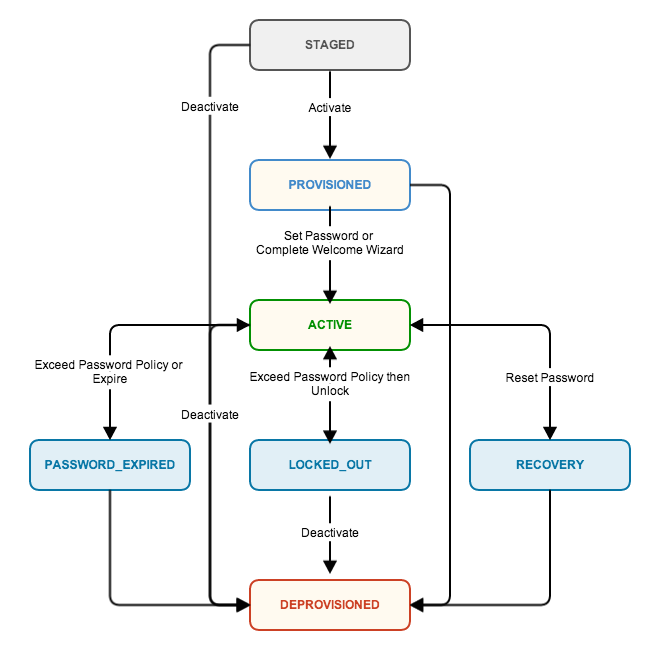 STAGED
Deactivate
Activate
PROVISIONED
Set Password or
Complete Welcome Wizard
ACTIVE
Exceed Password Policy or
Expire
Exceed Password Policy then
Unlock
Reset Password
Deactivate
PASSWORD_EXPIRED
LOCKED_OUT
RECOVERY
Deactivate
DEPROVISIONED